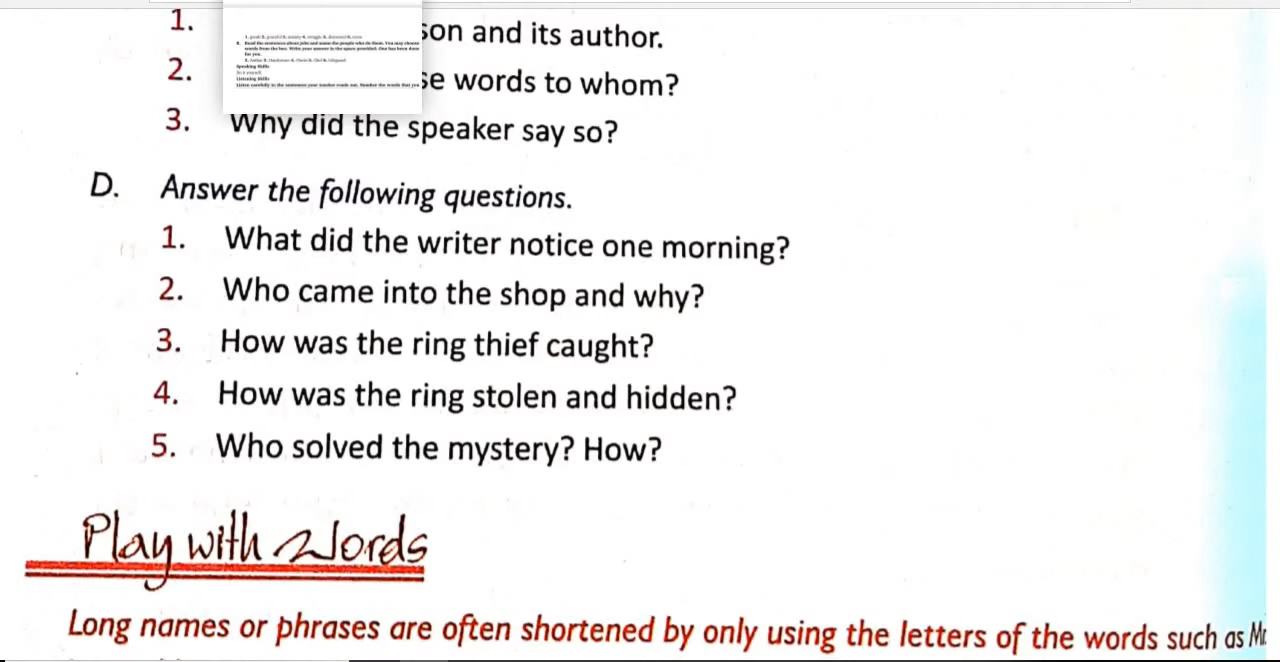 1. son and its author.
2. se words to whom?
3. Why did the speaker say so?
D. Answer the following questions.
1. What did the writer notice one morning?
2. Who came into the shop and why?
3. How was the ring thief caught?
4. How was the ring stolen and hidden?
5. Who solved the mystery? How?
Play with Words
Long names or phrases are often shortened by only using the letters of the words such as